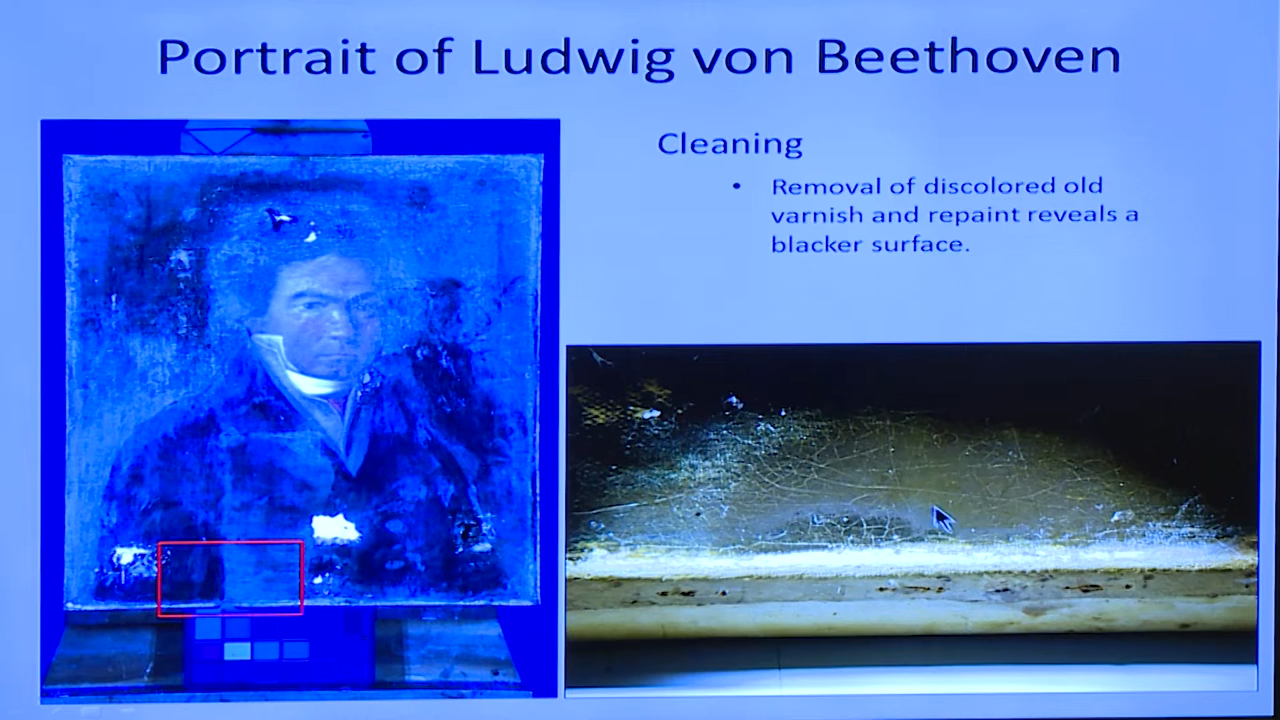 Portrait of Ludwig von Beethoven
Cleaning
• Removal of discolored old
varnish and repaint reveals a
blacker surface.